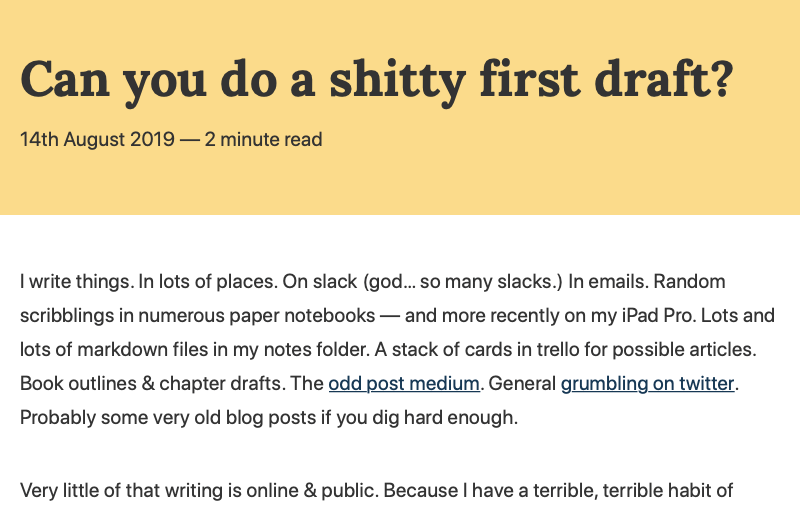 Can you do a shitty first draft?
14th August 2019 — 2 minute read
I write things. In lots of places. On slack (god... so many slacks.) In emails. Random
scribblings in numerous paper notebooks — and more recently on my iPad Pro. Lots and
lots of markdown files in my notes folder. A stack of cards in trello for possible articles.
Book outlines & chapter drafts. The odd post medium. General grumbling on twitter.
Probably some very old blog posts if you dig hard enough.
Very little of that writing is online & public. Because I have a terrible, terrible habit of